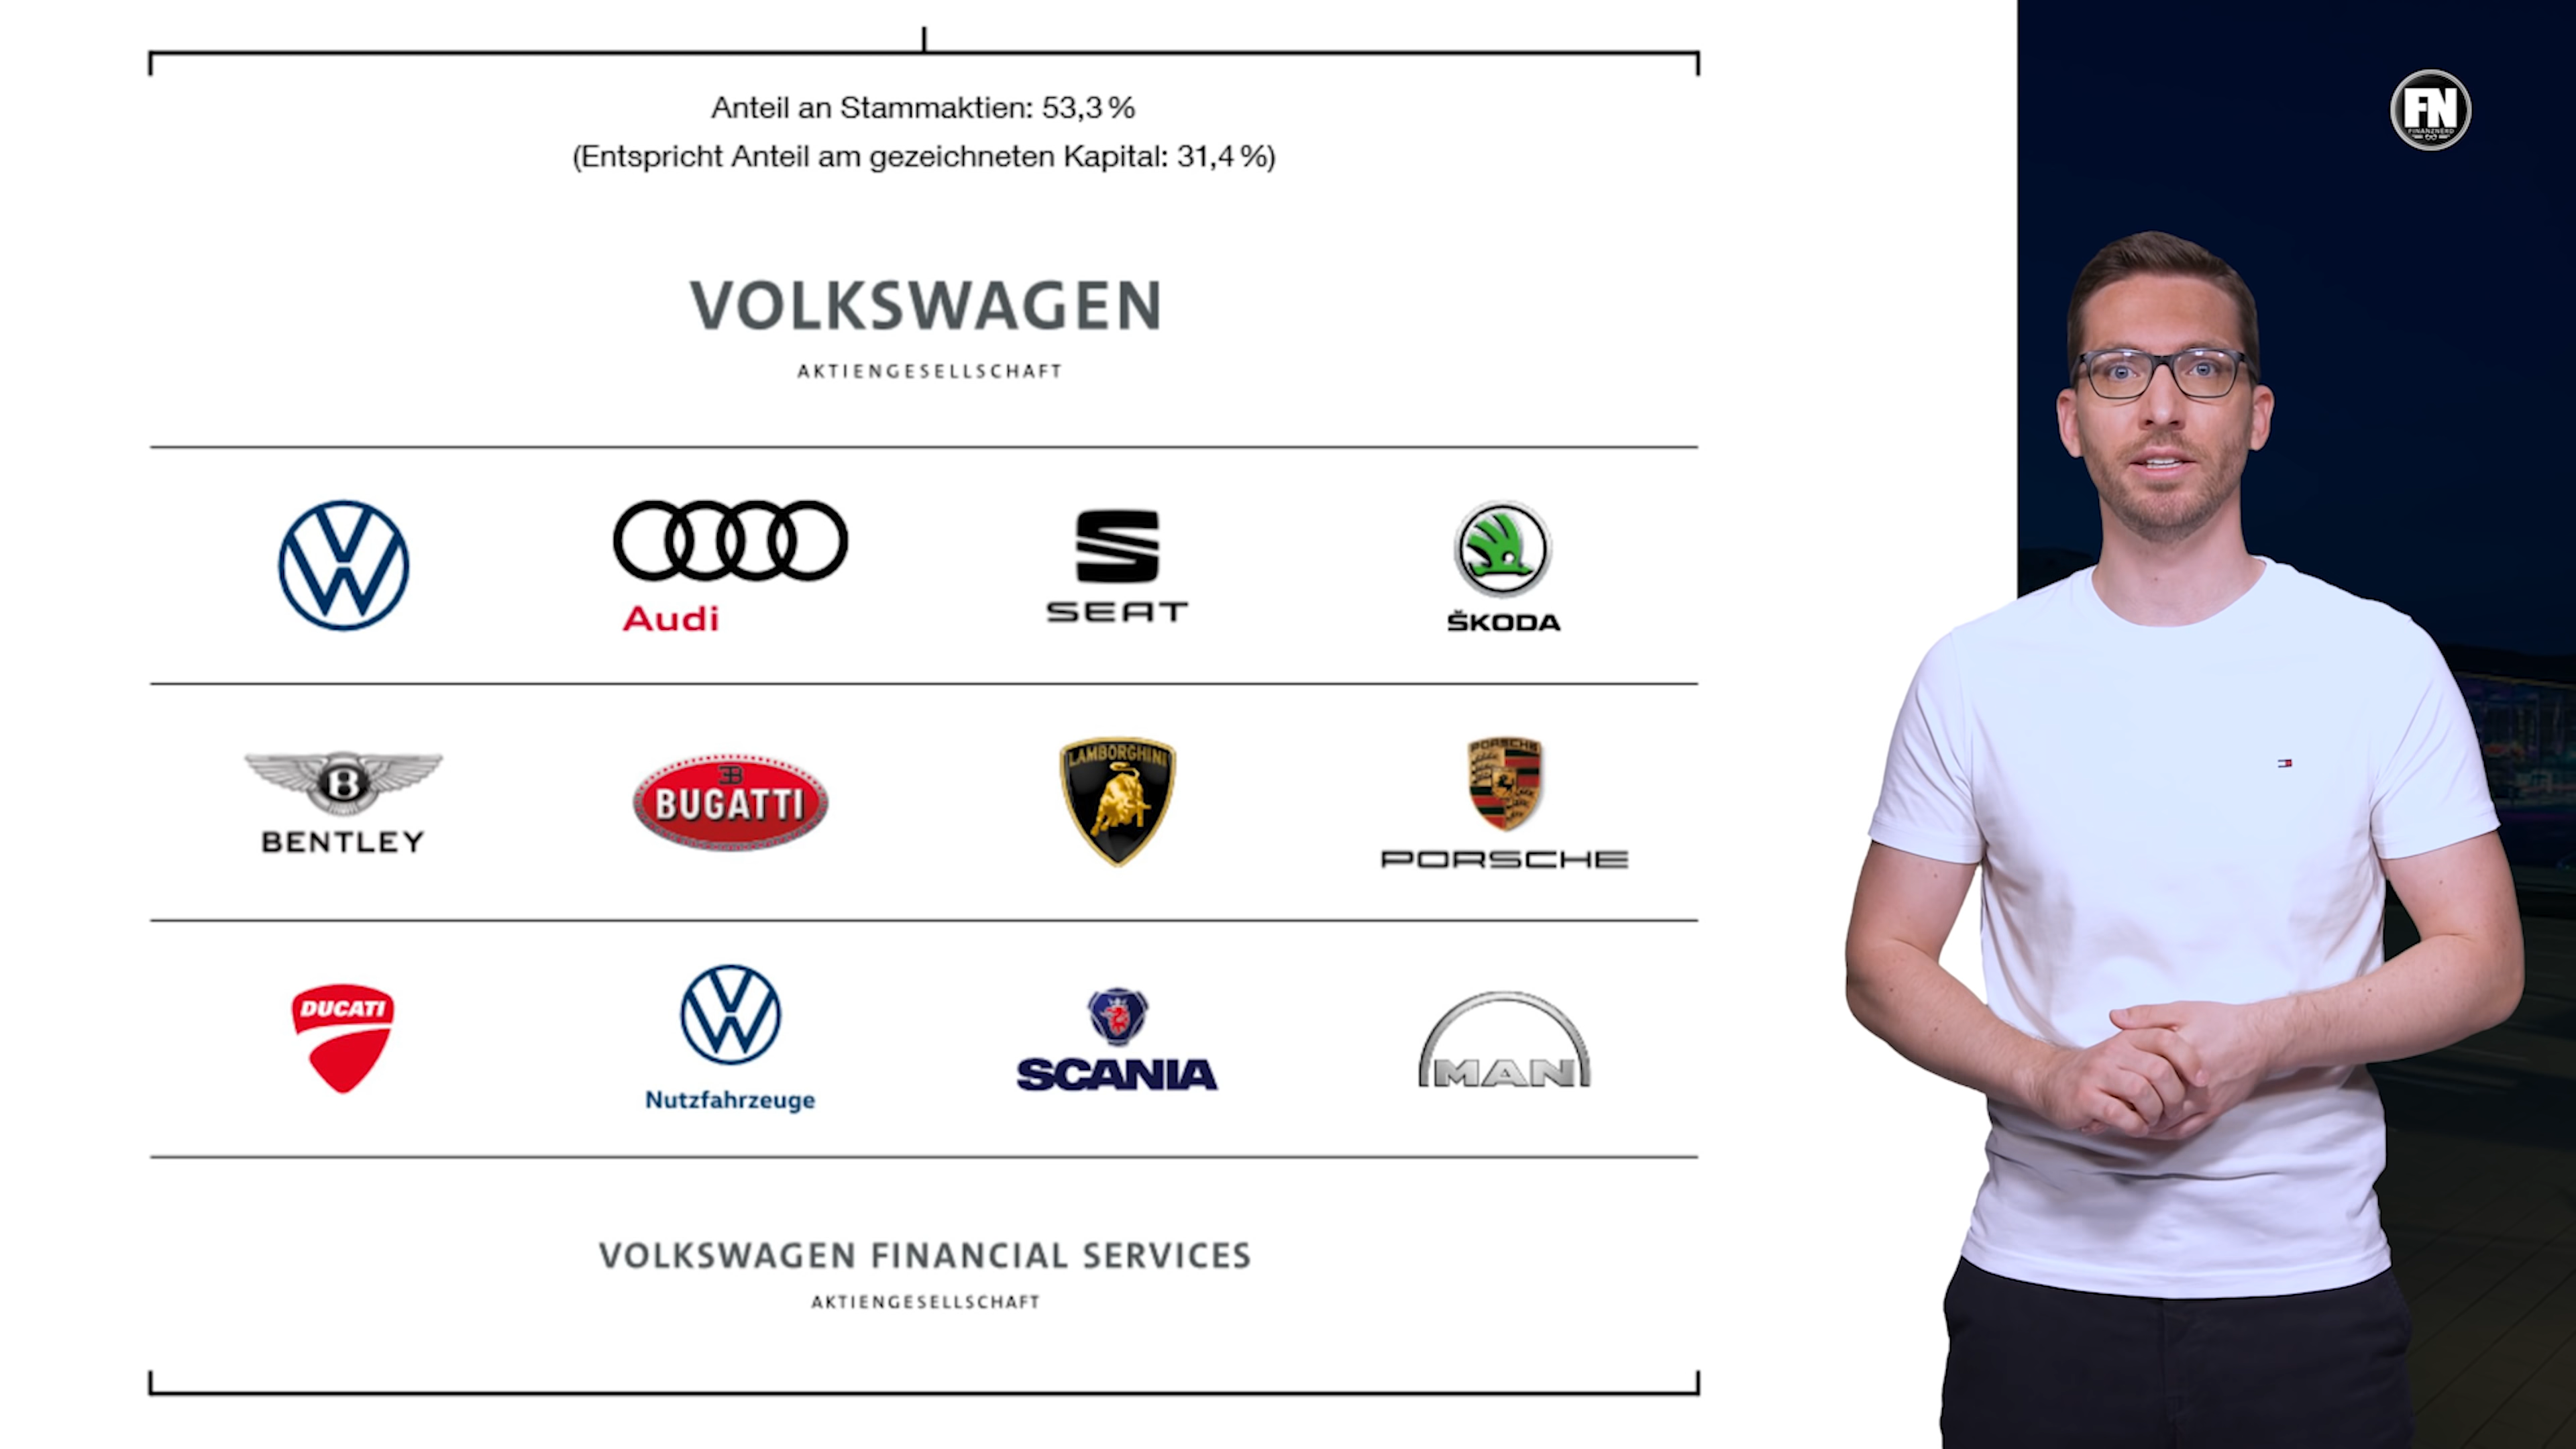 Anteil an Stammaktien: 53,3 %
(Entspricht Anteil am gezeichneten Kapital: 31,4 %)
FN
FINANZNERD
VOLKSWAGEN
AKTIENGESELLSCHAFT
Audi
SEAT
ŠKODA
B
BENTLEY
BUGATTI
LAMBORGHINI
PORSCHE
PORSCHE
DUCATI
Nutzfahrzeuge
SCANIA
MAN
VOLKSWAGEN FINANCIAL SERVICES
AKTIENGESELLSCHAFT